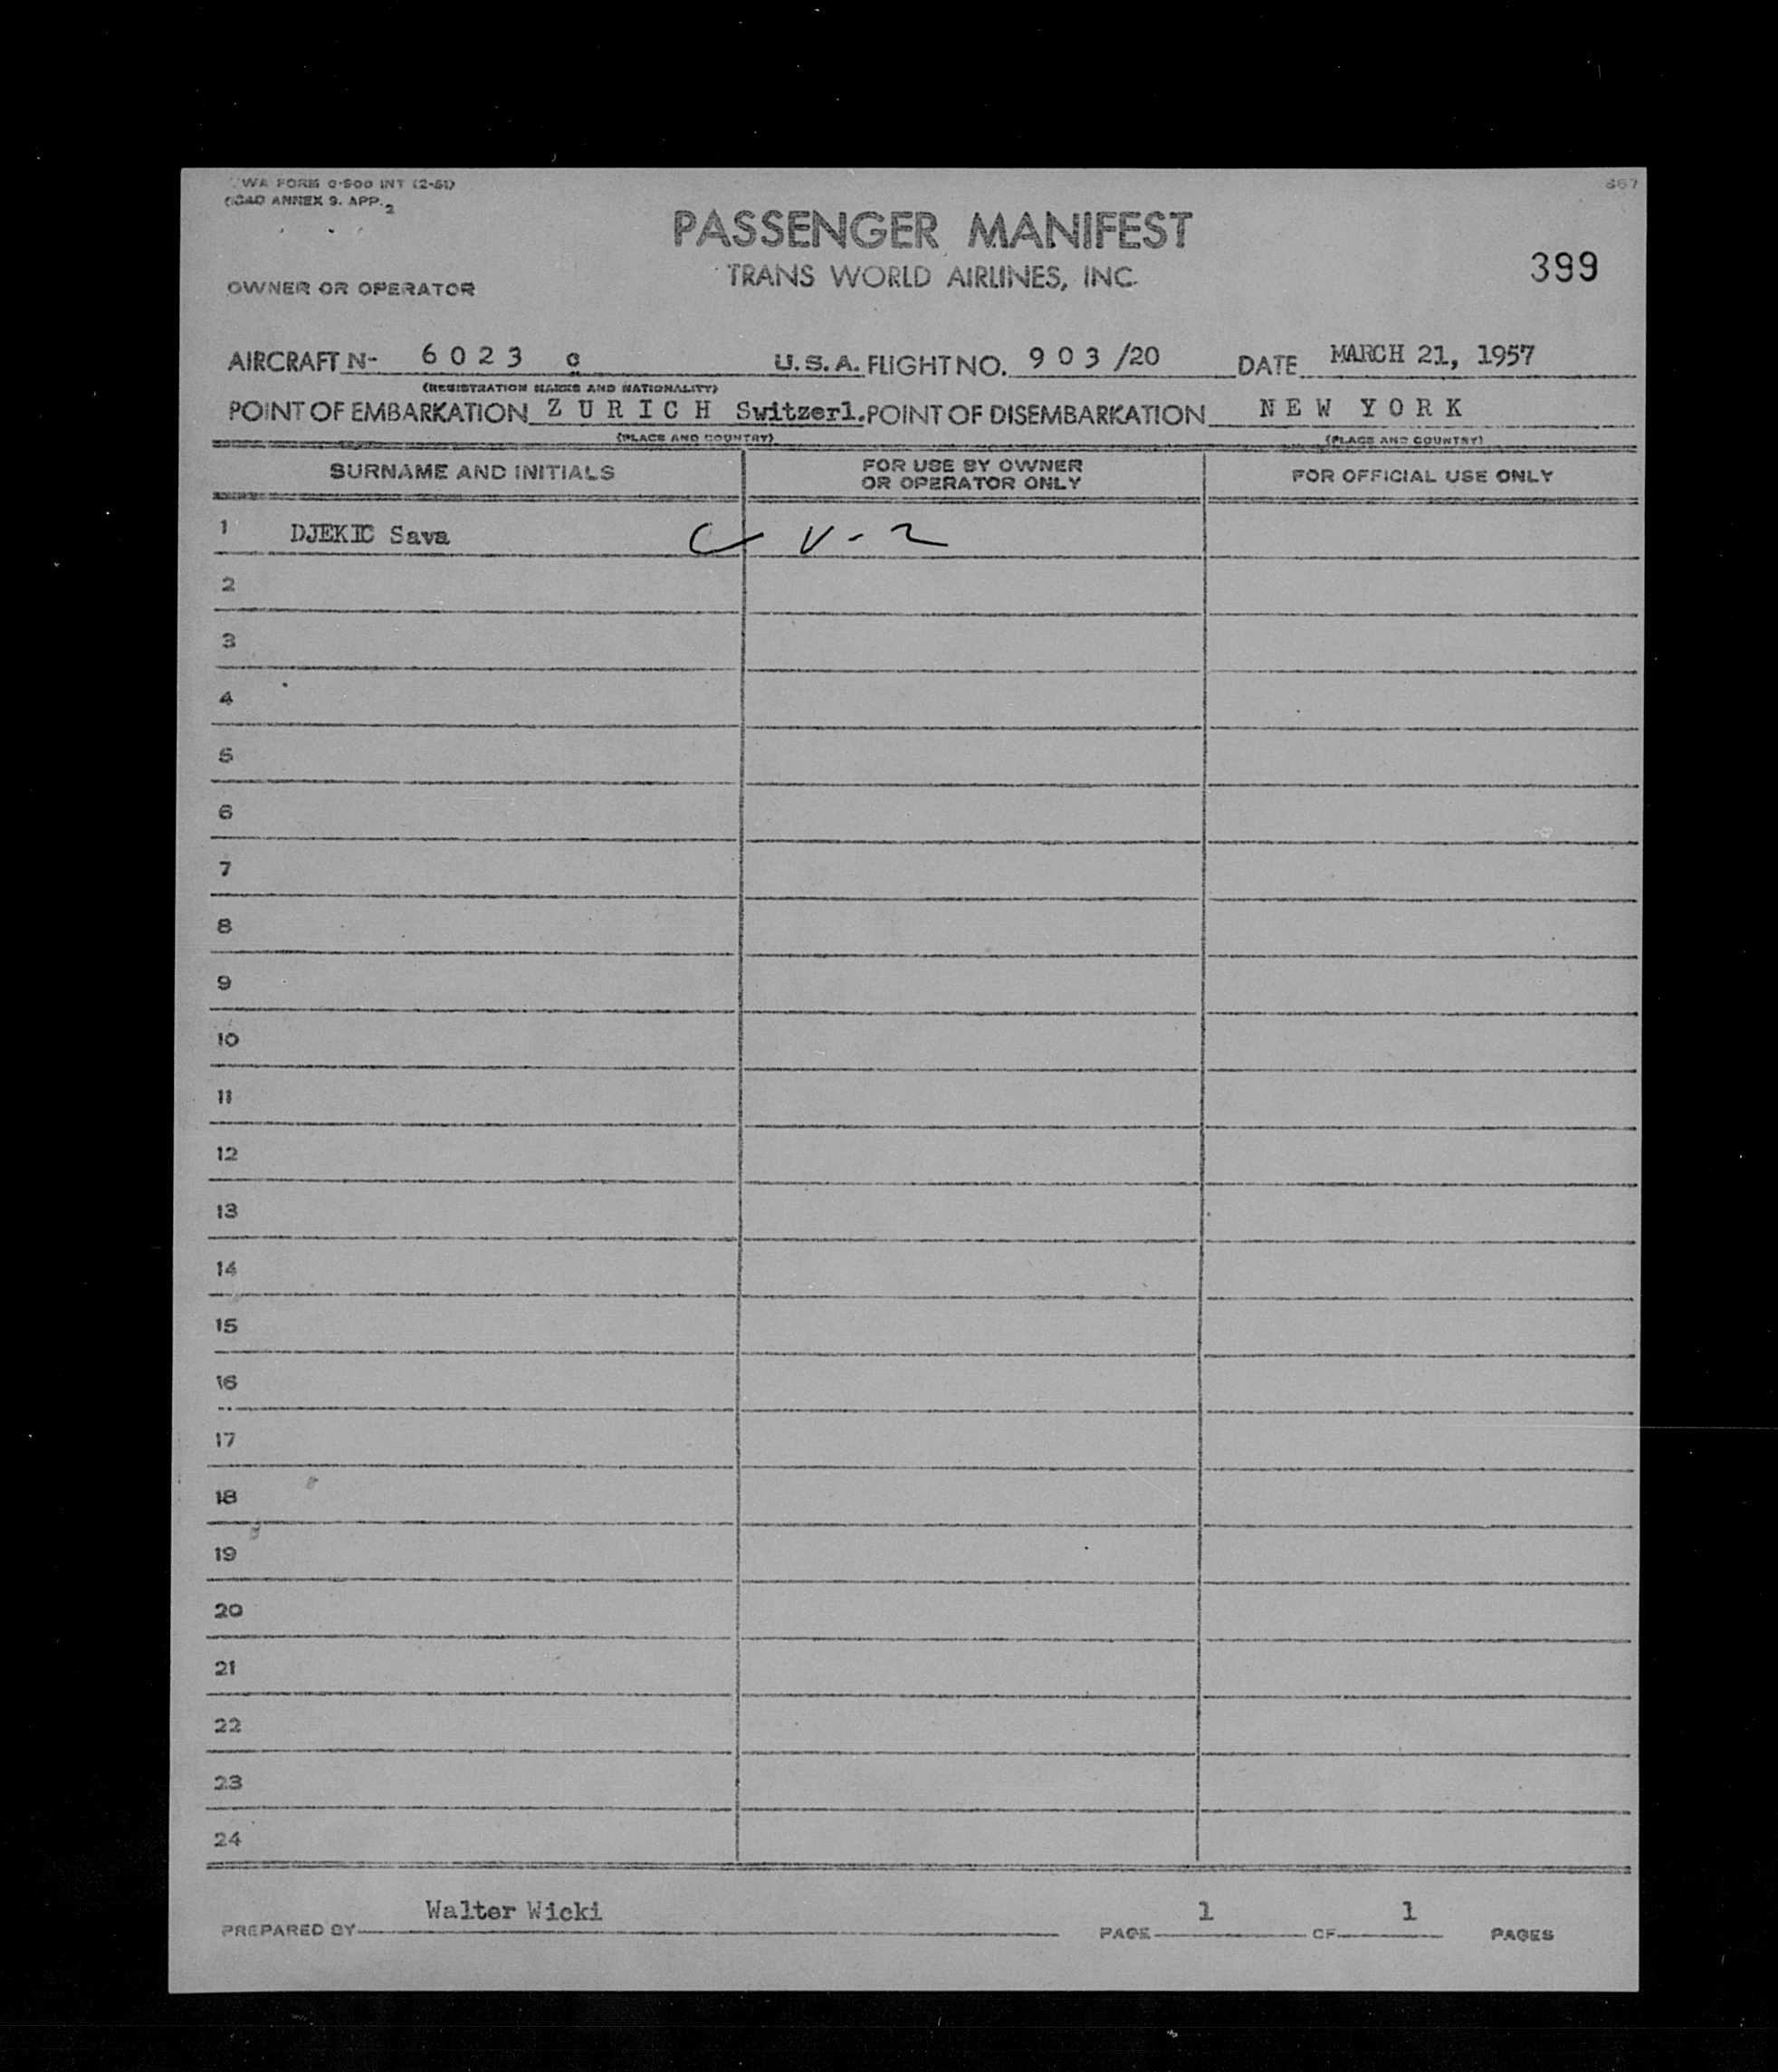 TWA FORM O-500 INT (2-51)
ICAO ANNEX 9. APP. 2
867
PASSENGER MANIFEST
TRANS WORLD AIRLINES, INC.
399
OWNER OR OPERATOR
AIRCRAFT N- 6023 c U.S.A. FLIGHT NO. 903/20 DATE MARCH 21, 1957
(REGISTRATION MARKS AND NATIONALITY)
POINT OF EMBARKATION ZURICH Switzerl. POINT OF DISEMBARKATION NEW YORK
(PLACE AND COUNTRY) (PLACE AND COUNTRY)
SURNAME AND INITIALS FOR USE BY OWNER OR OPERATOR ONLY FOR OFFICIAL USE ONLY
1 DJEKIC Sava V-2
2
3
4
5
6
7
8
9
10
11
12
13
14
15
16
17
18
19
20
21
22
23
24
PREPARED BY Walter Wicki PAGE 1 OF 1 PAGES